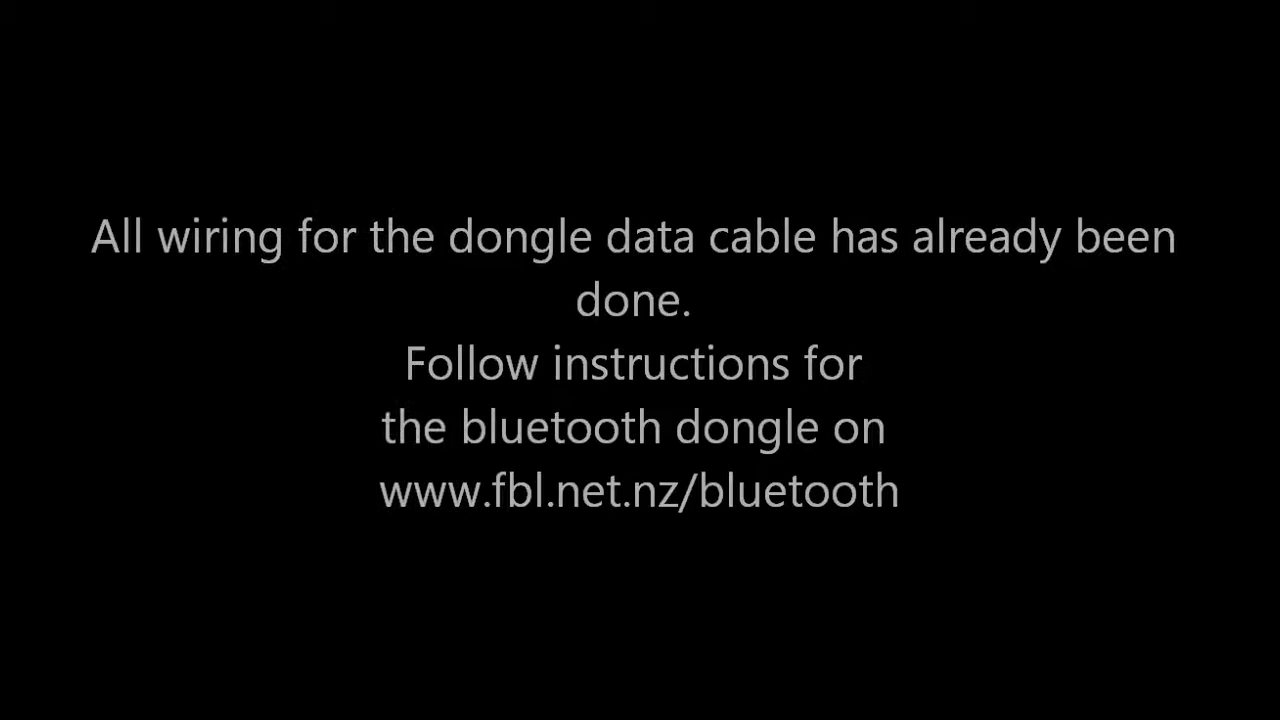 All wiring for the dongle data cable has already been
done.
Follow instructions for
the bluetooth dongle on
www.fbl.net.nz/bluetooth